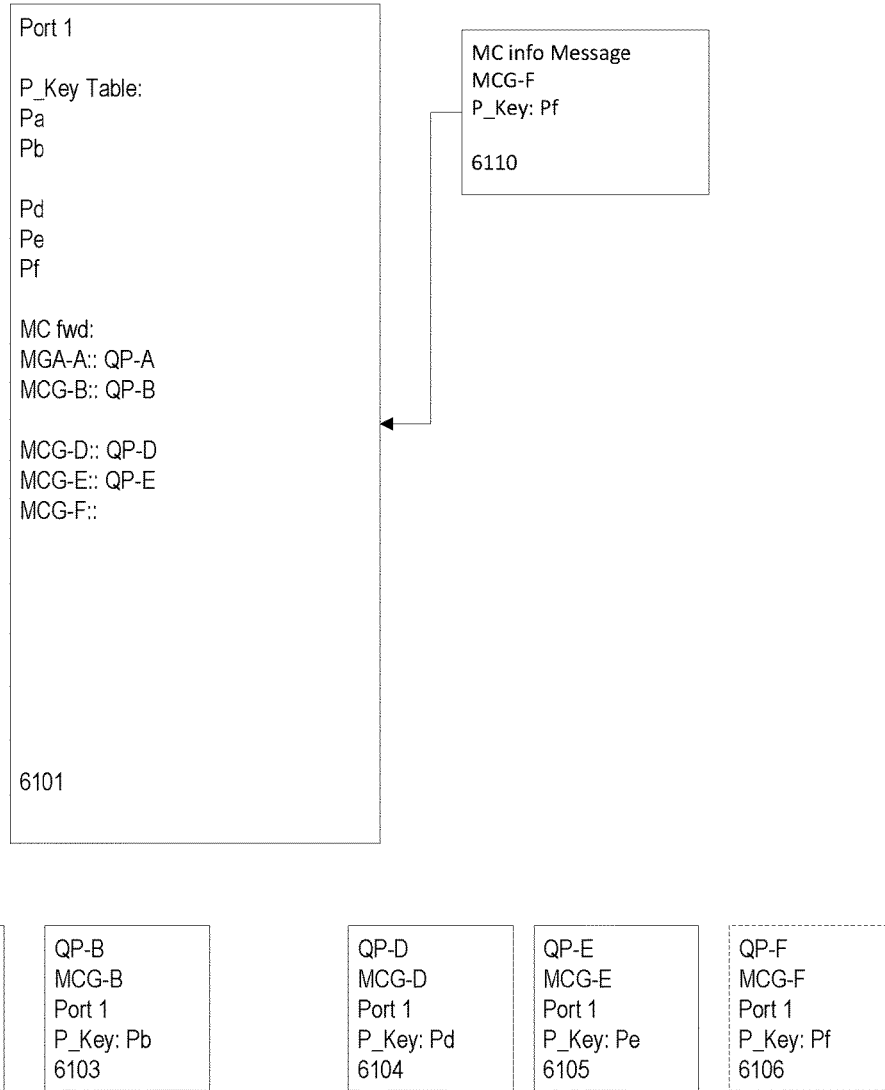 Port 1
P_Key Table:
Pa
Pb
Pd
Pe
Pf
MC fwd:
MGA-A:: QP-A
MCG-B:: QP-B
MCG-D:: QP-D
MCG-E:: QP-E
MCG-F::
6101
MC info Message
MCG-F
P_Key: Pf
6110
QP-B
MCG-B
Port 1
P_Key: Pb
6103
QP-D
MCG-D
Port 1
P_Key: Pd
6104
QP-E
MCG-E
Port 1
P_Key: Pe
6105
QP-F
MCG-F
Port 1
P_Key: Pf
6106